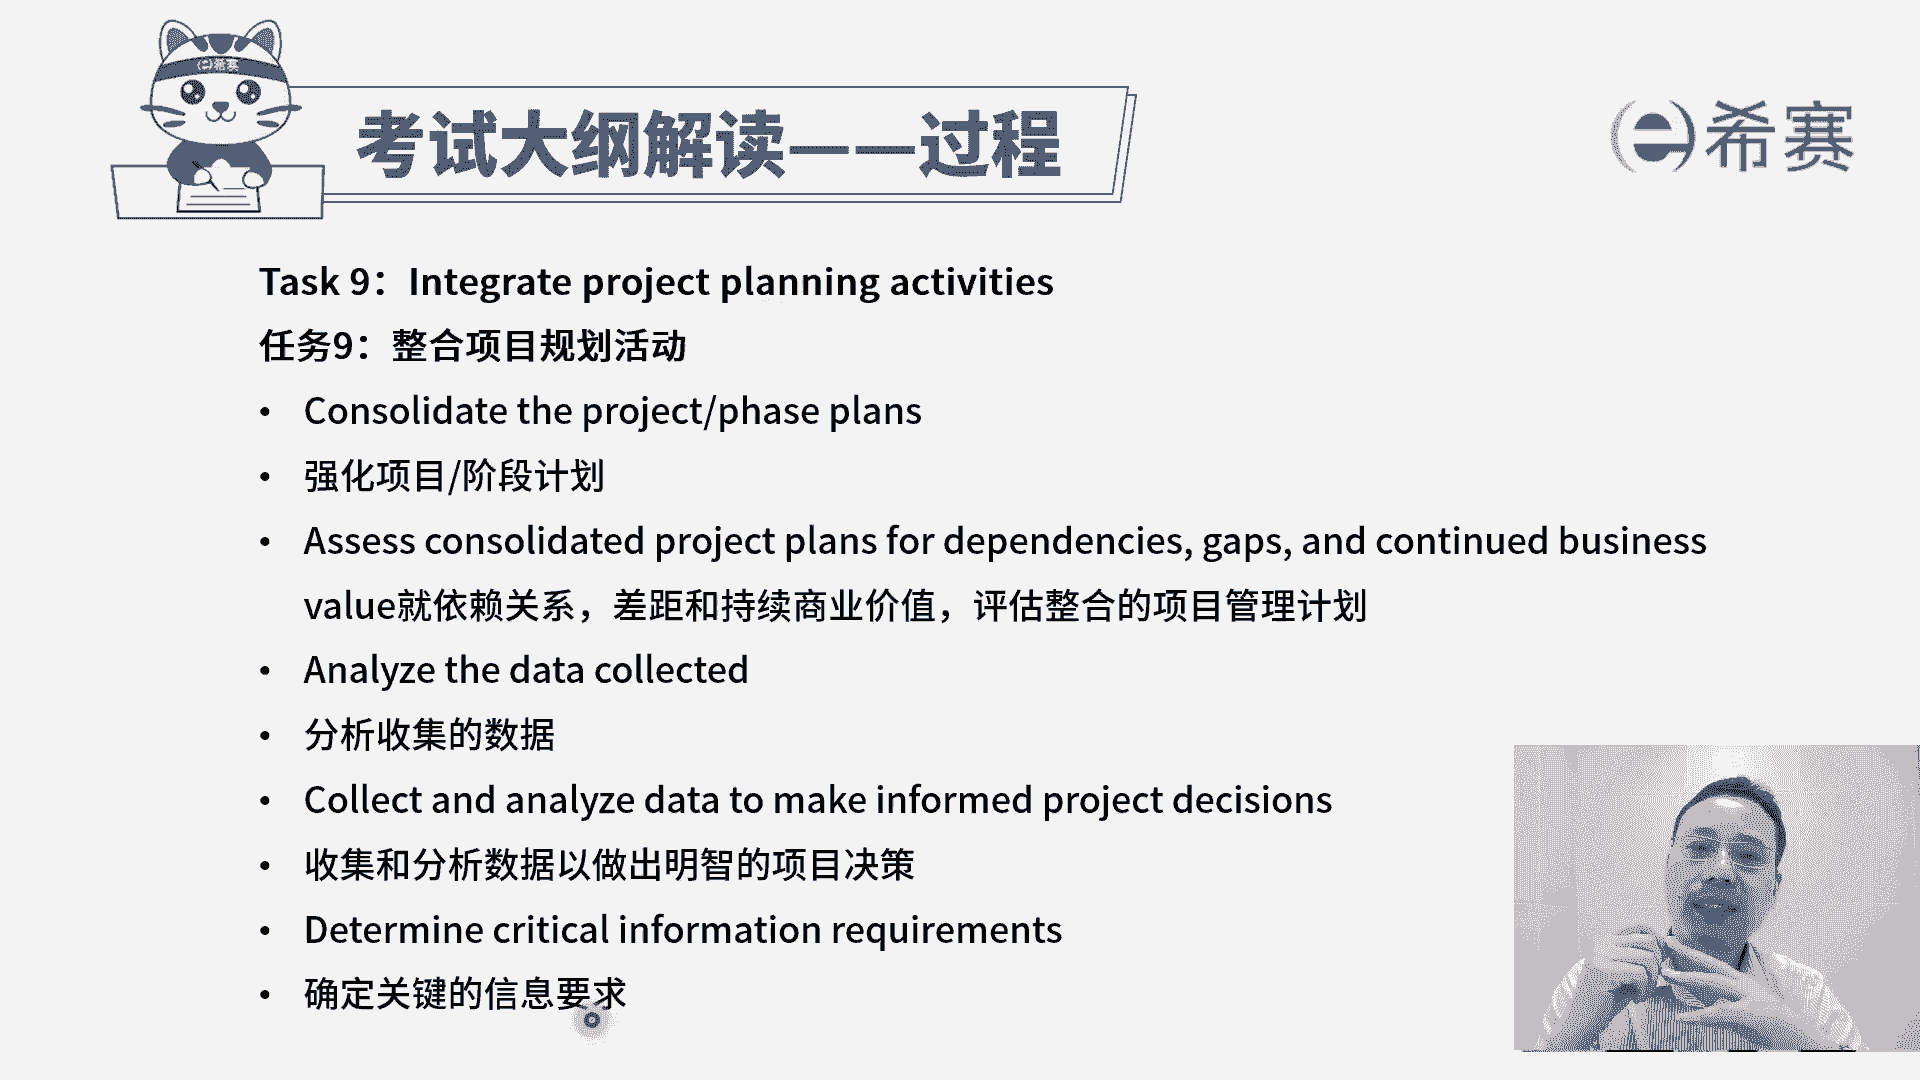 希赛
考试大纲解读——过程
e希赛
Task 9：Integrate project planning activities
任务9：整合项目规划活动
• Consolidate the project/phase plans
• 强化项目/阶段计划
• Assess consolidated project plans for dependencies, gaps, and continued business
value就依赖关系，差距和持续商业价值，评估整合的项目管理计划
• Analyze the data collected
• 分析收集的数据
• Collect and analyze data to make informed project decisions
• 收集和分析数据以做出明智的项目决策
• Determine critical information requirements
• 确定关键的信息要求